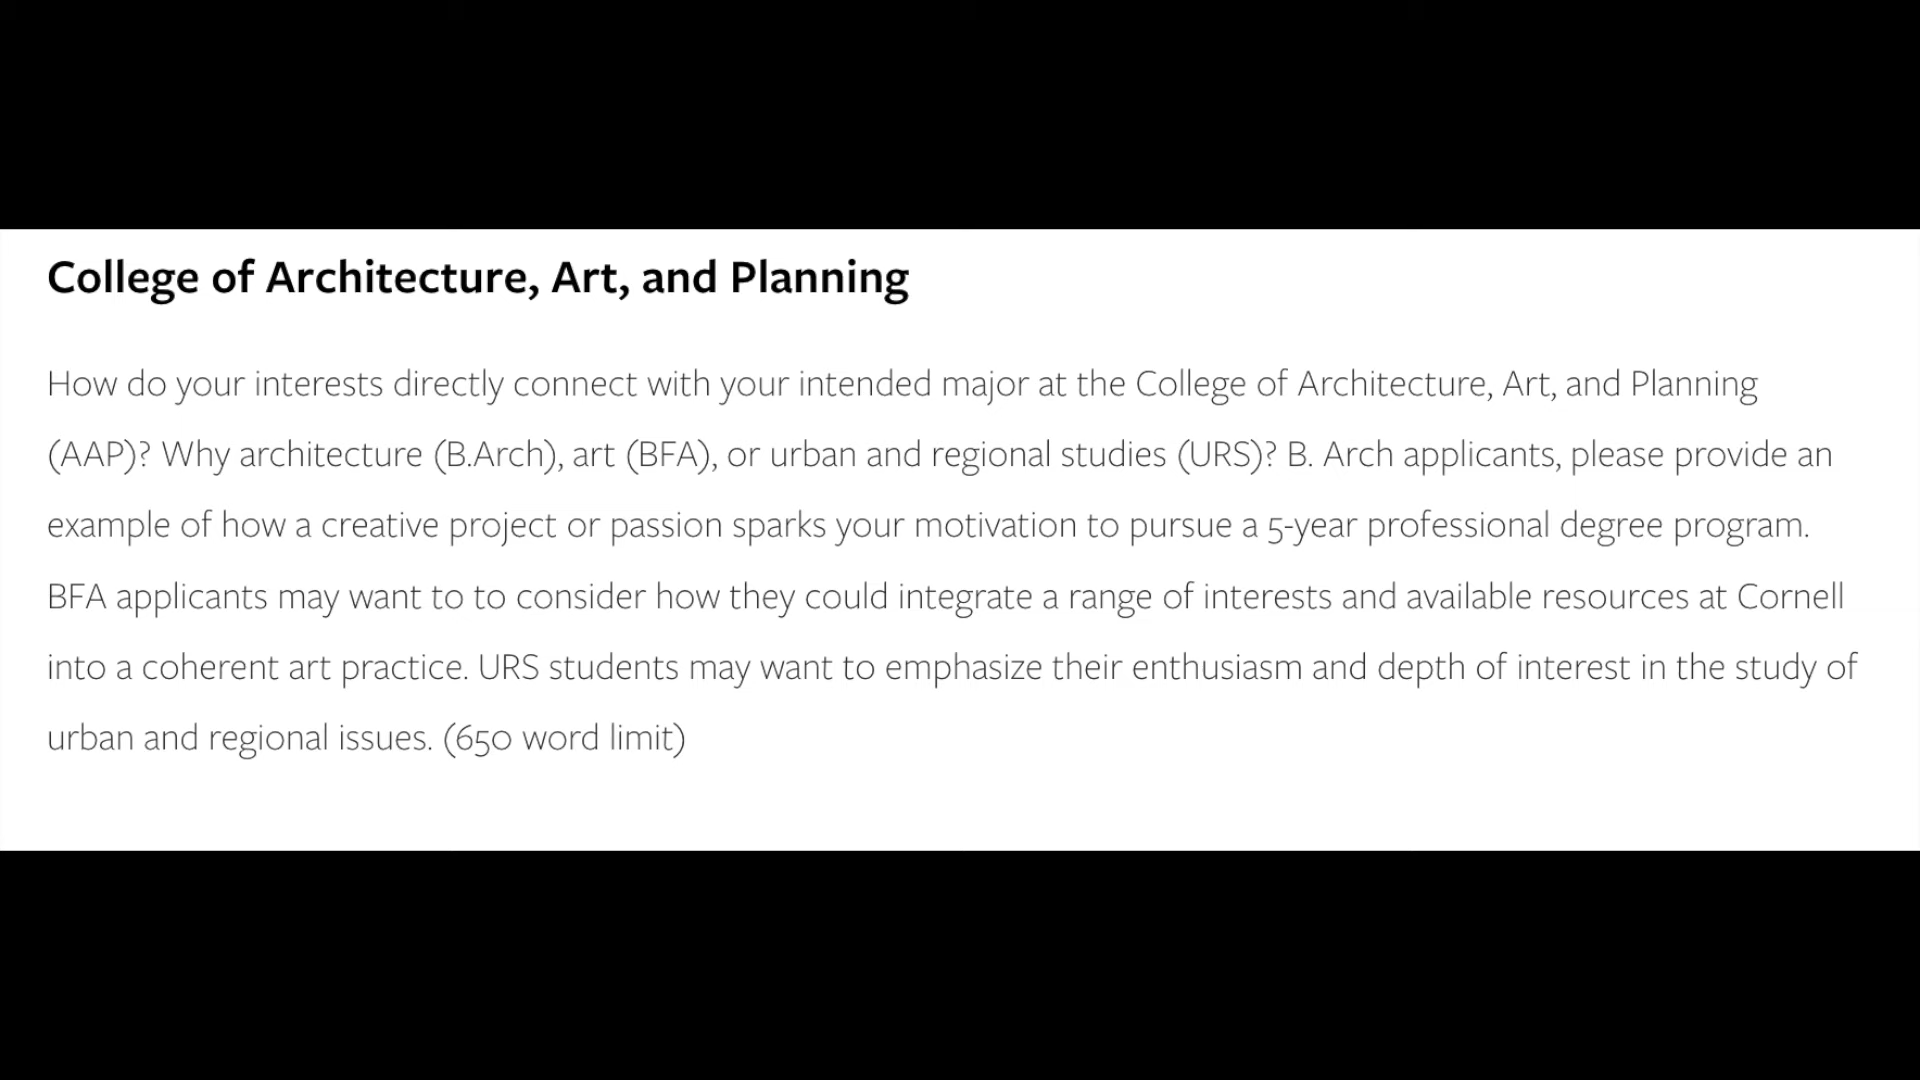 College of Architecture, Art, and Planning
How do your interests directly connect with your intended major at the College of Architecture, Art, and Planning
(AAP)? Why architecture (B.Arch), art (BFA), or urban and regional studies (URS)? B. Arch applicants, please provide an
example of how a creative project or passion sparks your motivation to pursue a 5-year professional degree program.
BFA applicants may want to to consider how they could integrate a range of interests and available resources at Cornell
into a coherent art practice. URS students may want to emphasize their enthusiasm and depth of interest in the study of
urban and regional issues. (650 word limit)